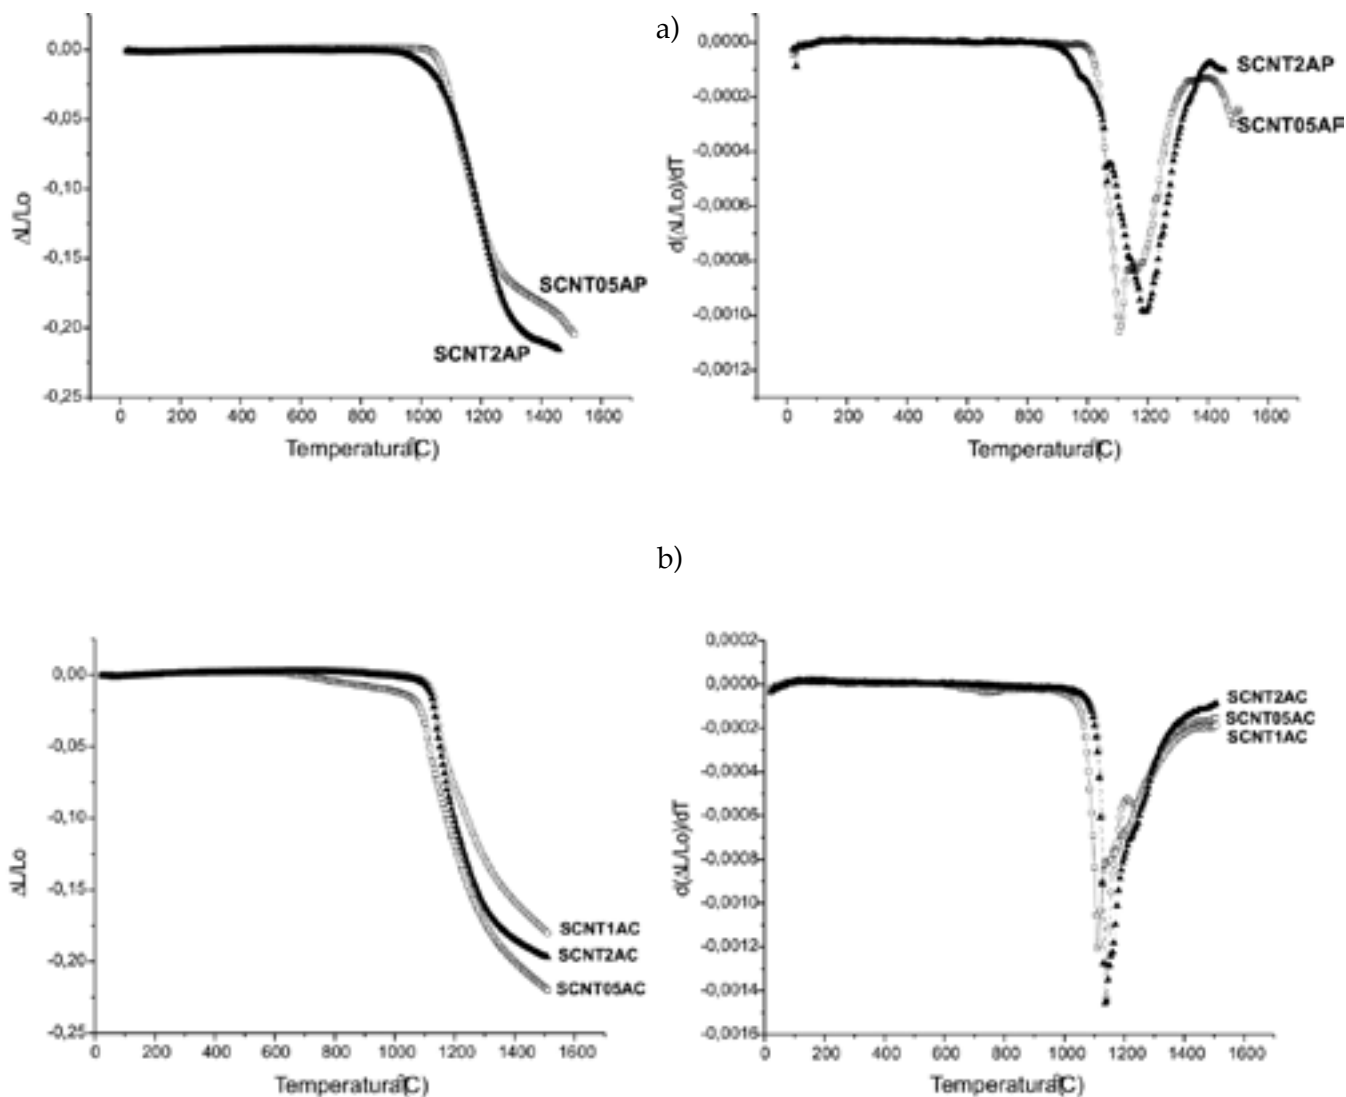 a)
0,00
-0,05
-0,10
-0,15
-0,20
-0,25
ΔL/Lo
SCNT05AP
SCNT2AP
0 200 400 600 800 1000 1200 1400 1600
Temperatura(°C)
0,0000
-0,0002
-0,0004
-0,0006
-0,0008
-0,0010
-0,0012
d(ΔL/Lo)/dT
SCNT2AP
SCNT05AP
0 200 400 600 800 1000 1200 1400 1600
Temperatura(°C)
b)
0,00
-0,05
-0,10
-0,15
-0,20
-0,25
ΔL/Lo
SCNT1AC
SCNT2AC
SCNT05AC
0 200 400 600 800 1000 1200 1400 1600
Temperatura(°C)
0,0002
0,0000
-0,0002
-0,0004
-0,0006
-0,0008
-0,0010
-0,0012
-0,0014
-0,0016
d(ΔL/Lo)/dT
SCNT2AC
SCNT05AC
SCNT1AC
0 200 400 600 800 1000 1200 1400 1600
Temperatura(°C)